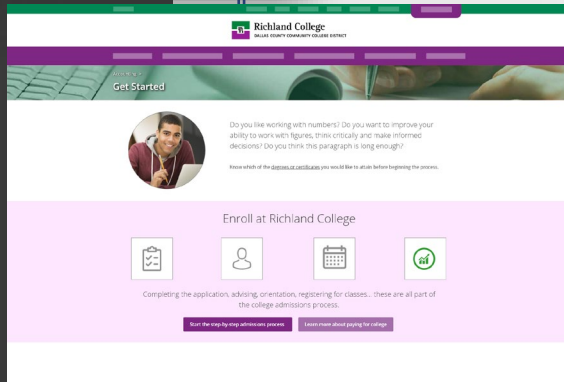 Richland College
DALLAS COUNTY COMMUNITY COLLEGE DISTRICT
Get Started
Do you like working with numbers? Do you want to improve your
ability to work with figures, think critically and make informed
decisions? Do you think this paragraph is long enough?
Know which of the degrees or certificates you would like to attain before beginning the process.
Enroll at Richland College
Completing the application, advising, orientation, registering for classes... these are all part of
the college admissions process.
Start the step-by-step admissions process
Learn more about paying for college